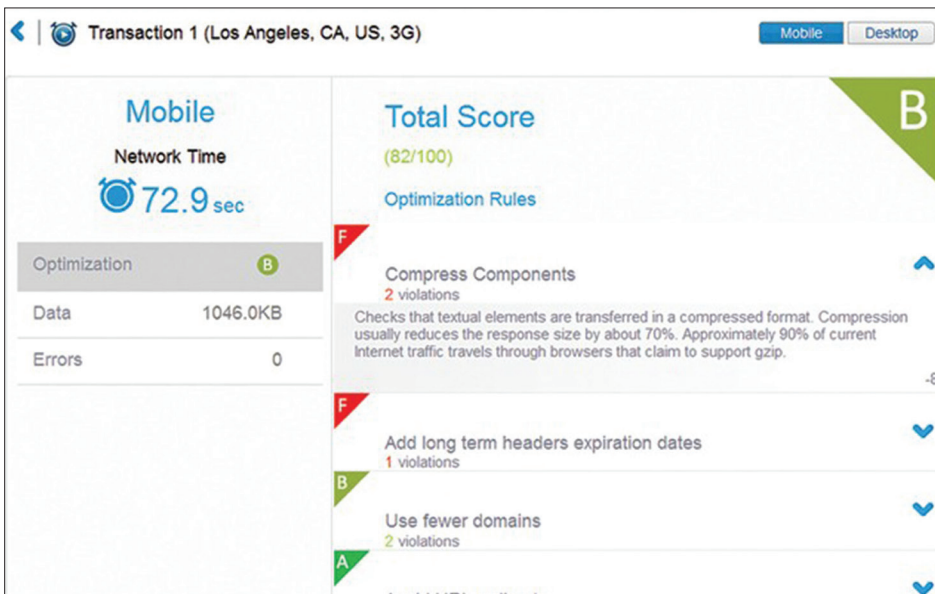 Transaction 1 (Los Angeles, CA, US, 3G)
Mobile
Desktop
Mobile
Network Time
72.9 sec
Optimization B
Data 1046.0KB
Errors 0
Total Score
(82/100)
B
Optimization Rules
F
Compress Components
2 violations
Checks that textual elements are transferred in a compressed format. Compression
usually reduces the response size by about 70%. Approximately 90% of current
Internet traffic travels through browsers that claim to support gzip.
-8
F
Add long term headers expiration dates
1 violations
B
Use fewer domains
2 violations
A